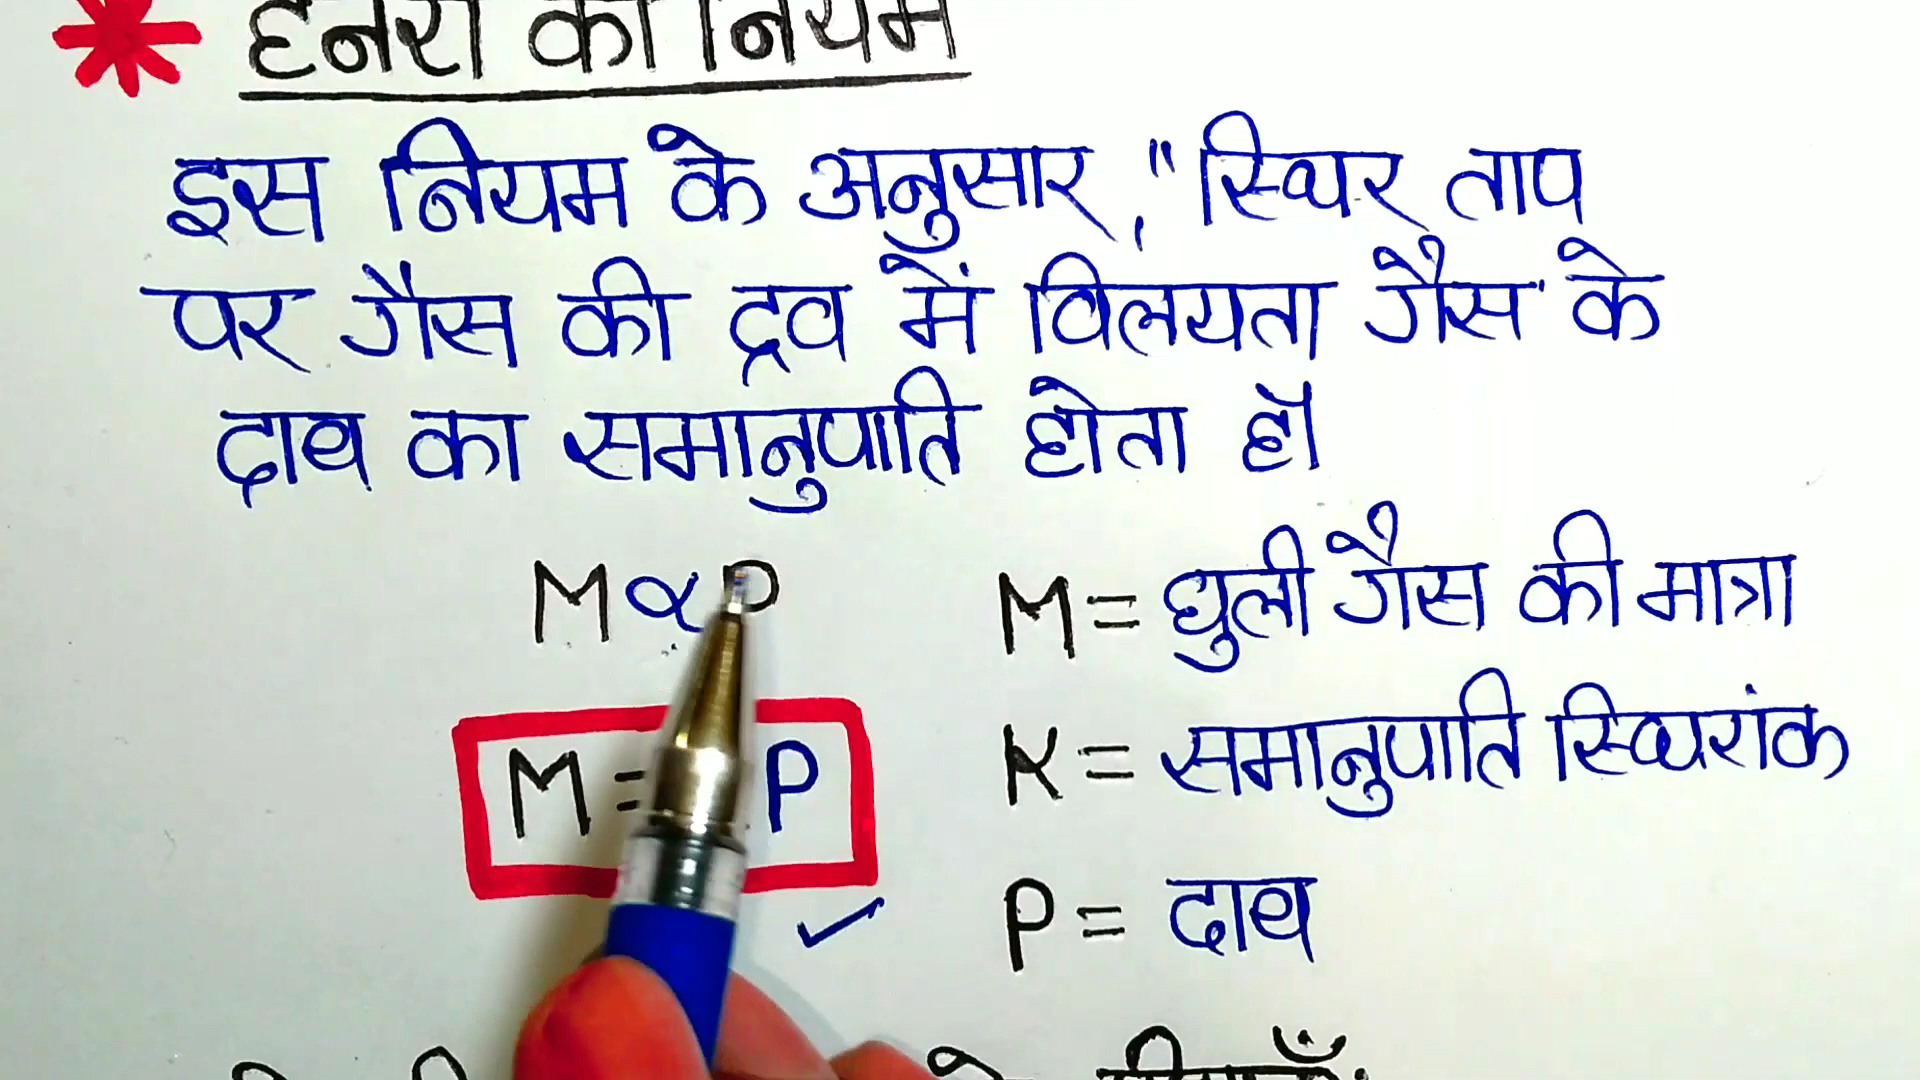 हेनरी का नियम
इस नियम के अनुसार, "स्थिर ताप
पर गैस की द्रव में विलयता गैस के
दाब का समानुपाति होता है।
M ∝ P
M = घुली गैस की मात्रा
M = P
K = समानुपाति स्थिरांक
P = दाब